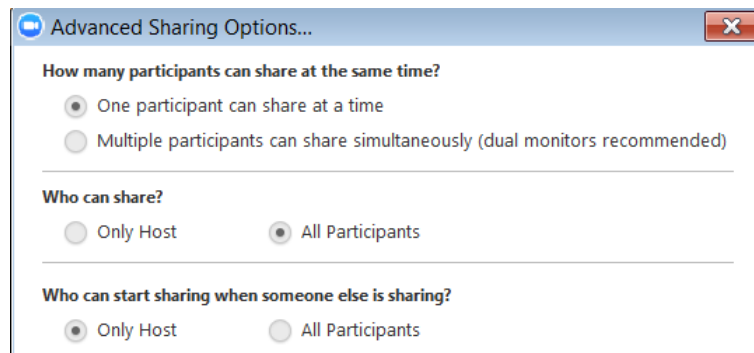 Advanced Sharing Options...
How many participants can share at the same time?
One participant can share at a time
Multiple participants can share simultaneously (dual monitors recommended)
Who can share?
Only Host All Participants
Who can start sharing when someone else is sharing?
Only Host All Participants